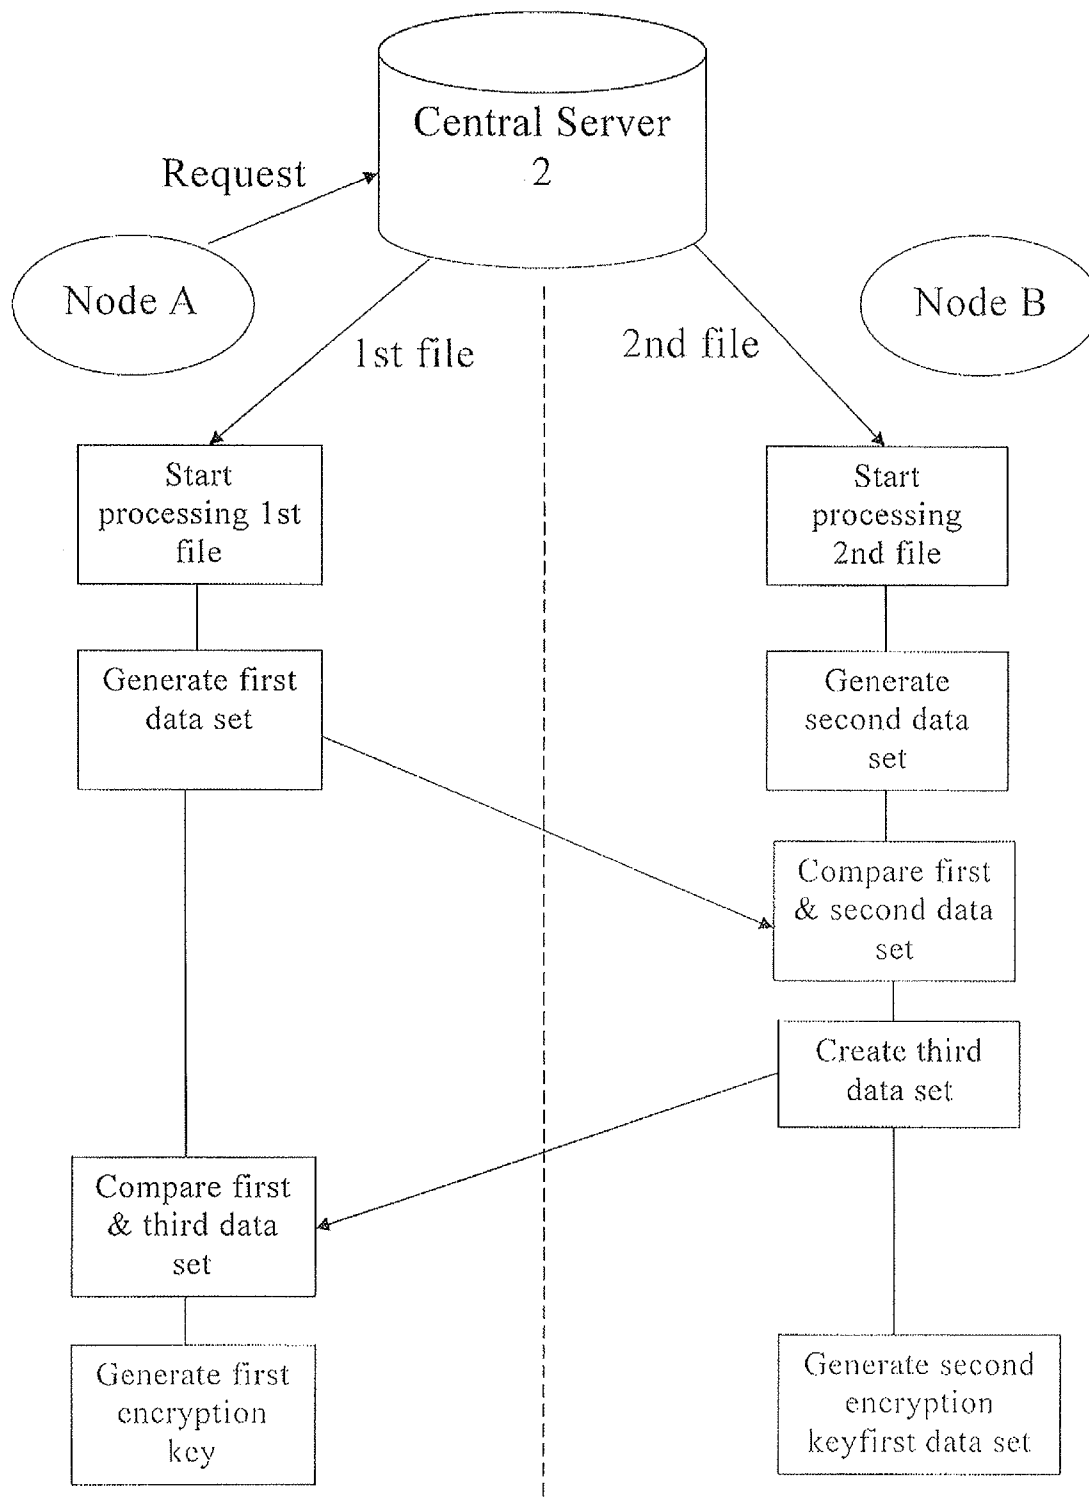 Central Server
2
Request
Node A
Node B
1st file
2nd file
Start
processing 1st
file
Start
processing
2nd file
Generate first
data set
Generate
second data
set
Compare first
& second data
set
Create third
data set
Compare first
& third data
set
Generate first
encryption
key
Generate second
encryption
keyfirst data set